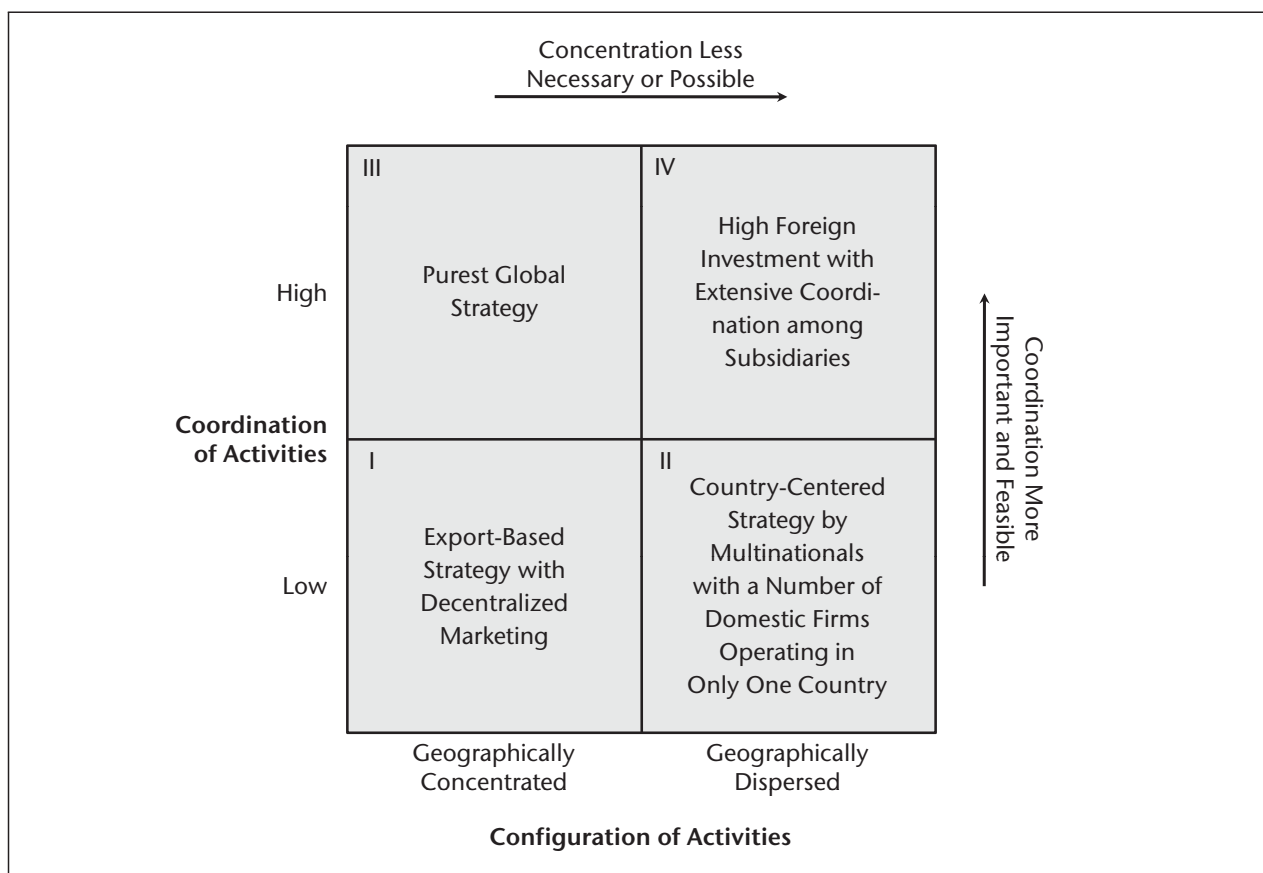 Concentration Less
Necessary or Possible
III
Purest Global
Strategy
IV
High Foreign
Investment with
Extensive Coordi-
nation among
Subsidiaries
High
Coordination
of Activities
Low
I
Export-Based
Strategy with
Decentralized
Marketing
II
Country-Centered
Strategy by
Multinationals
with a Number of
Domestic Firms
Operating in
Only One Country
Coordination More
Important and Feasible
Geographically
Concentrated
Geographically
Dispersed
Configuration of Activities